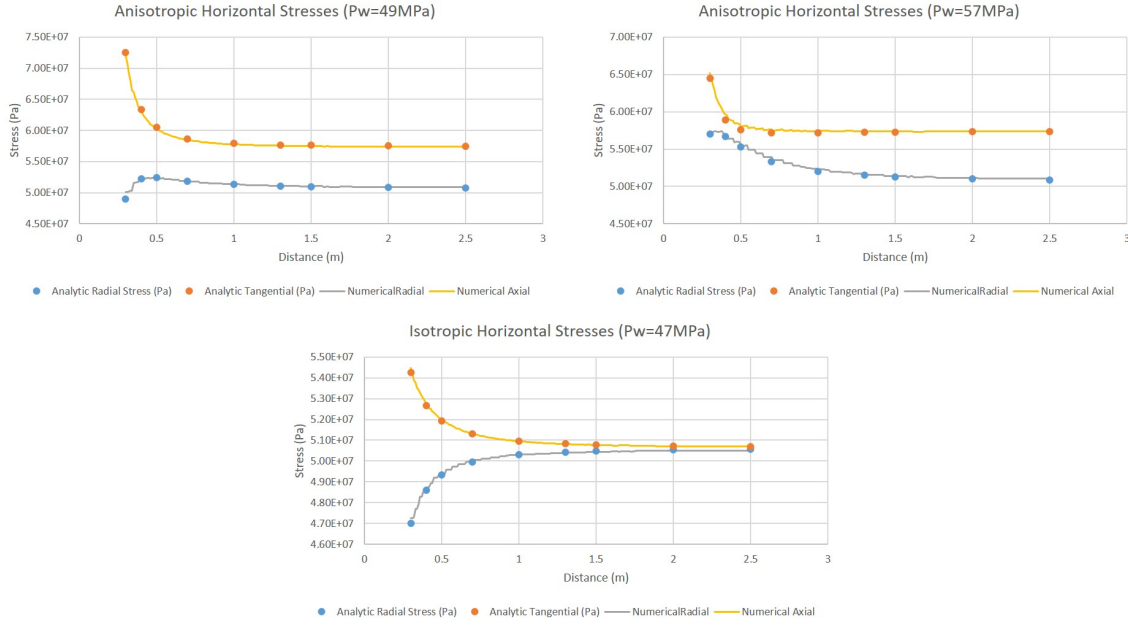 Anisotropic Horizontal Stresses (Pw=49MPa)
7.50E+07
7.00E+07
6.50E+07
6.00E+07
5.50E+07
5.00E+07
4.50E+07
Stress (Pa)
0 0.5 1 1.5 2 2.5 3
Distance (m)
Analytic Radial Stress (Pa) Analytic Tangential (Pa) NumericalRadial Numerical Axial
Anisotropic Horizontal Stresses (Pw=57MPa)
7.00E+07
6.50E+07
6.00E+07
5.50E+07
5.00E+07
4.50E+07
Stress (Pa)
0 0.5 1 1.5 2 2.5 3
Distance (m)
Analytic Radial Stress (Pa) Analytic Tangential (Pa) NumericalRadial Numerical Axial
Isotropic Horizontal Stresses (Pw=47MPa)
5.50E+07
5.40E+07
5.30E+07
5.20E+07
5.10E+07
5.00E+07
4.90E+07
4.80E+07
4.70E+07
4.60E+07
Stress (Pa)
0 0.5 1 1.5 2 2.5 3
Distance (m)
Analytic Radial Stress (Pa) Analytic Tangential (Pa) NumericalRadial Numerical Axial